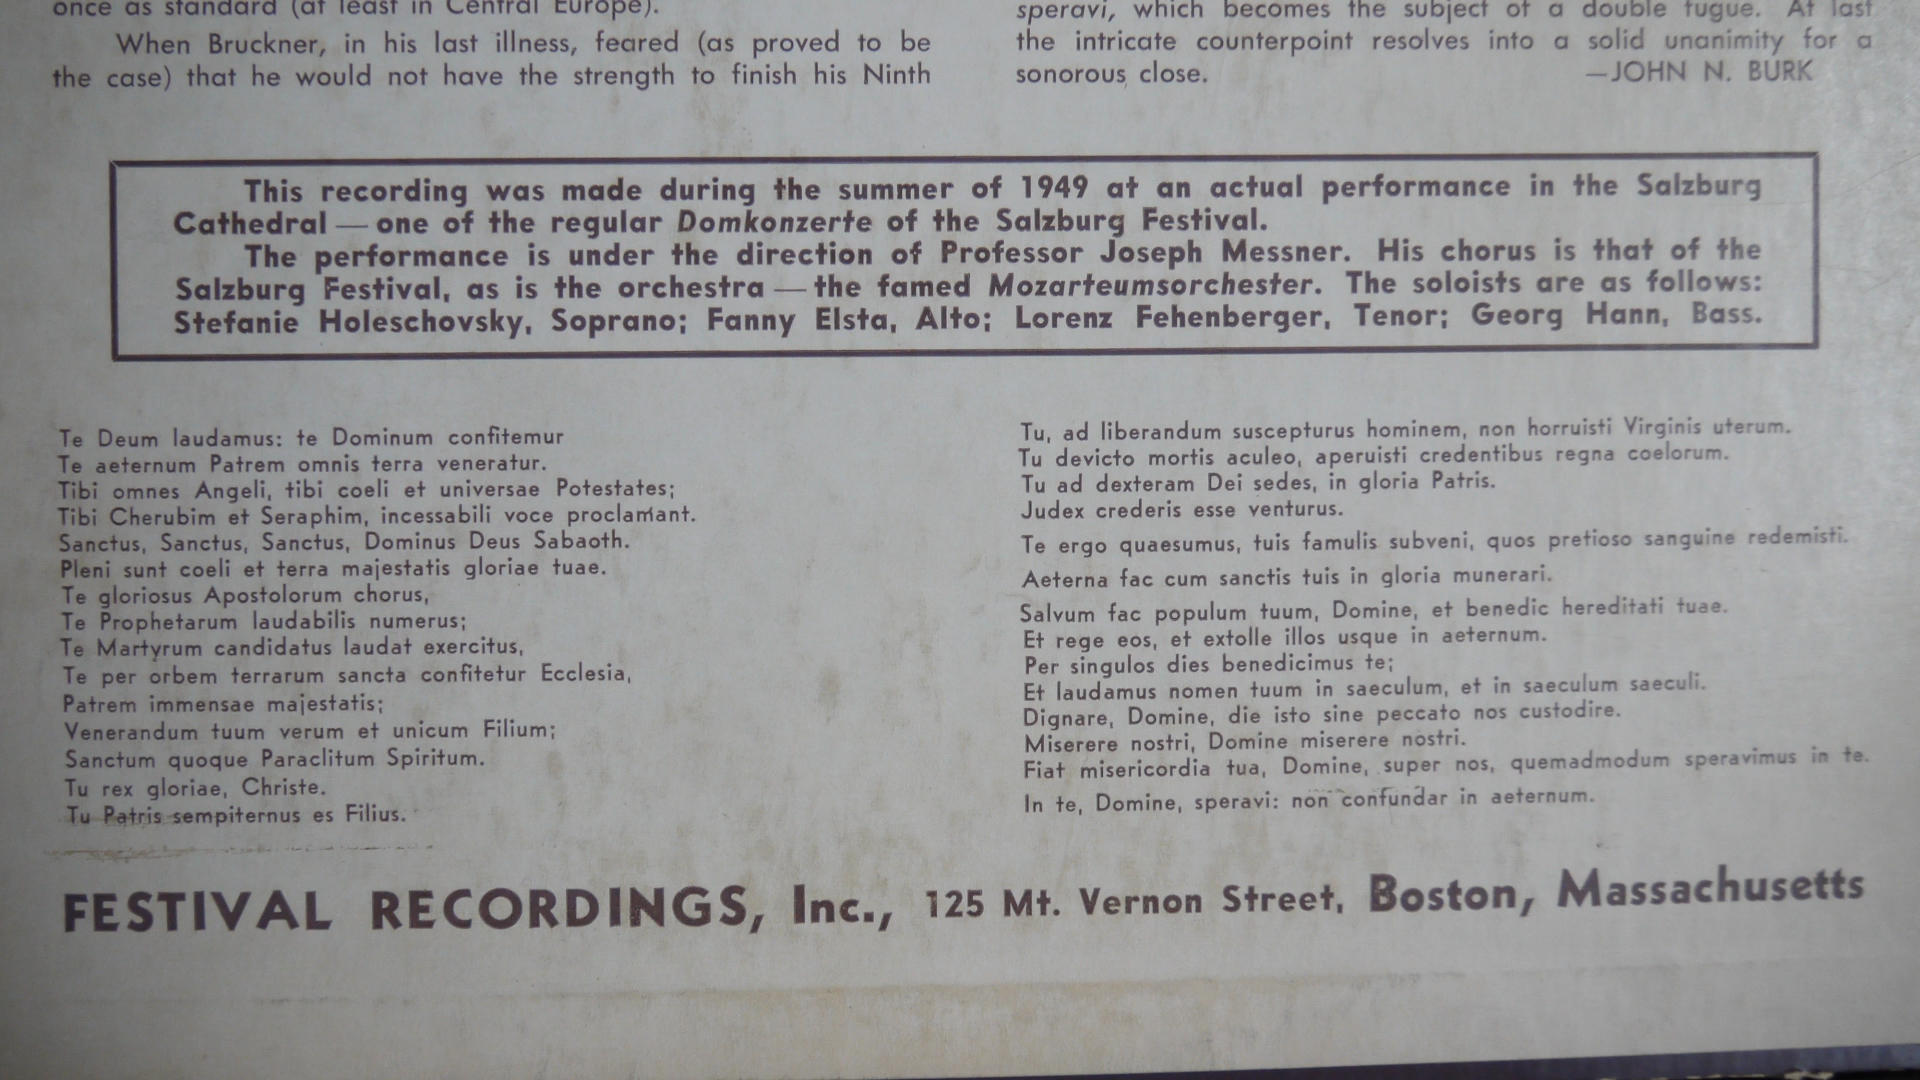 once as standard (at least in Central Europe).
When Bruckner, in his last illness, feared (as proved to be
the case) that he would not have the strength to finish his Ninth
speravi, which becomes the subject of a double fugue. At last
the intricate counterpoint resolves into a solid unanimity for a
sonorous close. —JOHN N. BURK
This recording was made during the summer of 1949 at an actual performance in the Salzburg
Cathedral — one of the regular Domkonzerte of the Salzburg Festival.
The performance is under the direction of Professor Joseph Messner. His chorus is that of the
Salzburg Festival, as is the orchestra — the famed Mozarteumsorchester. The soloists are as follows:
Stefanie Holeschovsky, Soprano; Fanny Elsta, Alto; Lorenz Fehenberger, Tenor; Georg Hann, Bass.
Te Deum laudamus: te Dominum confitemur
Te aeternum Patrem omnis terra veneratur.
Tibi omnes Angeli, tibi coeli et universae Potestates;
Tibi Cherubim et Seraphim, incessabili voce proclamant.
Sanctus, Sanctus, Sanctus, Dominus Deus Sabaoth.
Pleni sunt coeli et terra majestatis gloriae tuae.
Te gloriosus Apostolorum chorus,
Te Prophetarum laudabilis numerus;
Te Martyrum candidatus laudat exercitus,
Te per orbem terrarum sancta confitetur Ecclesia,
Patrem immensae majestatis;
Venerandum tuum verum et unicum Filium;
Sanctum quoque Paraclitum Spiritum.
Tu rex gloriae, Christe.
Tu Patris sempiternus es Filius.
Tu, ad liberandum suscepturus hominem, non horruisti Virginis uterum.
Tu devicto mortis aculeo, aperuisti credentibus regna coelorum.
Tu ad dexteram Dei sedes, in gloria Patris.
Judex crederis esse venturus.
Te ergo quaesumus, tuis famulis subveni, quos pretioso sanguine redemisti.
Aeterna fac cum sanctis tuis in gloria munerari.
Salvum fac populum tuum, Domine, et benedic hereditati tuae.
Et rege eos, et extolle illos usque in aeternum.
Per singulos dies benedicimus te;
Et laudamus nomen tuum in saeculum, et in saeculum saeculi.
Dignare, Domine, die isto sine peccato nos custodire.
Miserere nostri, Domine miserere nostri.
Fiat misericordia tua, Domine, super nos, quemadmodum speravimus in te.
In te, Domine, speravi: non confundar in aeternum.
FESTIVAL RECORDINGS, Inc., 125 Mt. Vernon Street, Boston, Massachusetts